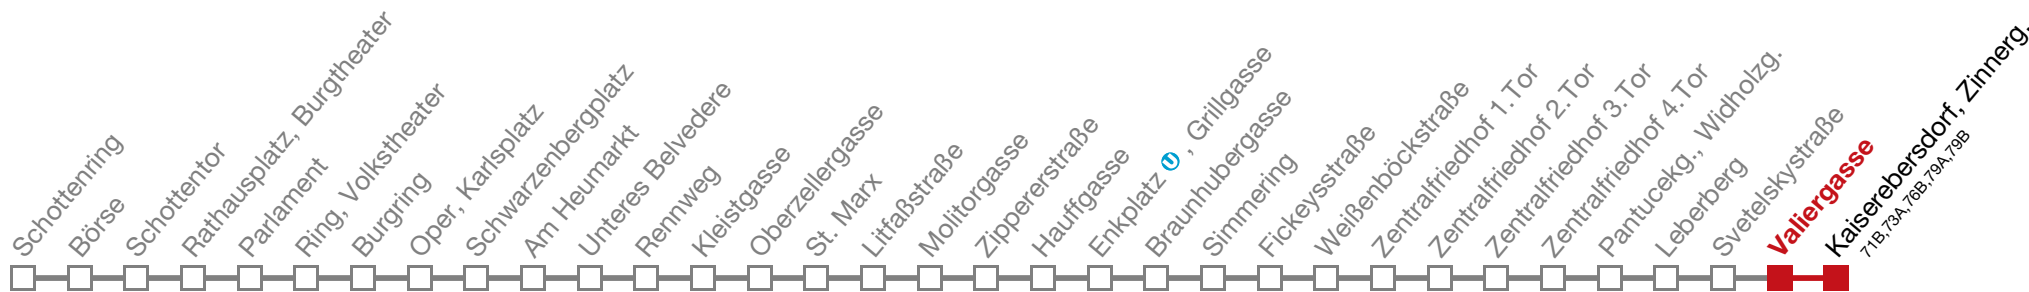 Schottenring
Börse
Schottentor
Rathausplatz, Burgtheater
Parlament
Ring, Volkstheater
Burgring
Oper, Karlsplatz
Schwarzenbergplatz
Am Heumarkt
Unteres Belvedere
Rennweg
Kleistgasse
Oberzellergasse
St. Marx
Litfaßstraße
Molitorgasse
Zippererstraße
Hauffgasse
Enkplatz U , Grillgasse
Braunhubergasse
Simmering
Fickeysstraße
Weißenböckstraße
Zentralfriedhof 1.Tor
Zentralfriedhof 2.Tor
Zentralfriedhof 3.Tor
Zentralfriedhof 4.Tor
Pantucekg., Widholzg.
Leberberg
Svetelskystraße
Valiergasse
Kaiserebersdorf, Zinnerg.
71B,73A,76B,79A,79B